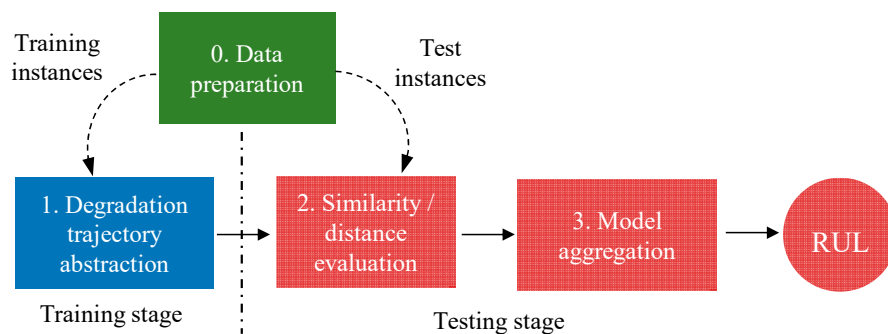 Training
instances
0. Data
preparation
Test
instances
1. Degradation
trajectory
abstraction
2. Similarity /
distance
evaluation
3. Model
aggregation
RUL
Training stage
Testing stage